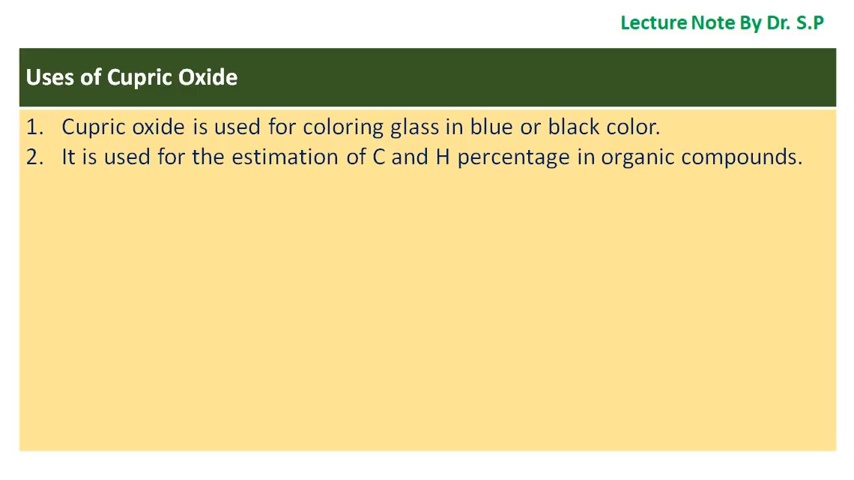 Lecture Note By Dr. S.P
Uses of Cupric Oxide
1. Cupric oxide is used for coloring glass in blue or black color.
2. It is used for the estimation of C and H percentage in organic compounds.